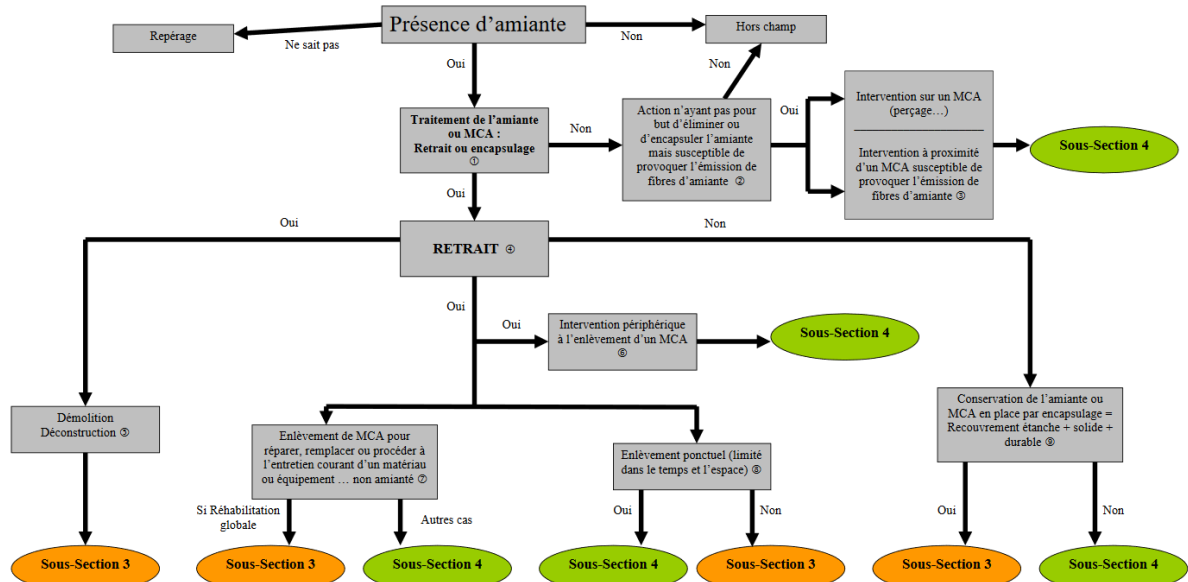 Présence d’amiante
Repérage
Ne sait pas
Non
Hors champ
Oui
Non
Traitement de l’amiante
ou MCA :
Retrait ou encapsulage
①
Non
Action n’ayant pas pour
but d’éliminer ou
d’encapsuler l’amiante
mais susceptible de
provoquer l’émission de
fibres d’amiante ②
Oui
Intervention sur un MCA
(perçage…)
Intervention à proximité
d’un MCA susceptible de
provoquer l’émission de
fibres d’amiante ③
Sous-Section 4
Oui
Oui
RETRAIT ④
Non
Oui
Oui
Intervention périphérique
à l’enlèvement d’un MCA
⑥
Sous-Section 4
Démolition
Déconstruction ⑤
Enlèvement de MCA pour
réparer, remplacer ou procéder à
l’entretien courant d’un matériau
ou équipement … non amianté ⑦
Enlèvement ponctuel (limité
dans le temps et l’espace) ⑧
Conservation de l’amiante ou
MCA en place par encapsulage =
Recouvrement étanche + solide +
durable ⑨
Si Réhabilitation
globale
Autres cas
Oui
Non
Oui
Non
Sous-Section 3
Sous-Section 3
Sous-Section 4
Sous-Section 4
Sous-Section 3
Sous-Section 3
Sous-Section 4